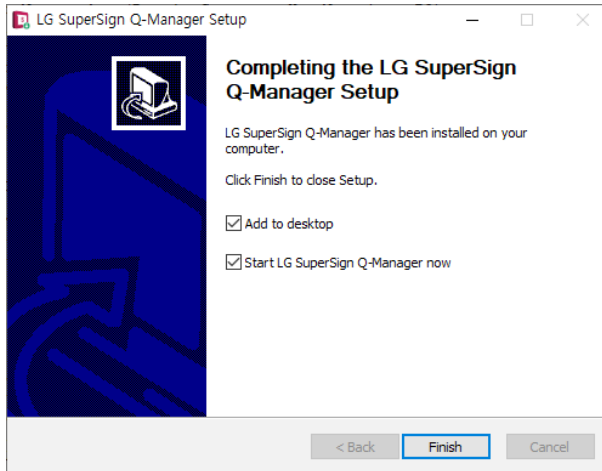 LG SuperSign Q-Manager Setup
Completing the LG SuperSign
Q-Manager Setup
LG SuperSign Q-Manager has been installed on your
computer.
Click Finish to close Setup.
Add to desktop
Start LG SuperSign Q-Manager now
< Back
Finish
Cancel